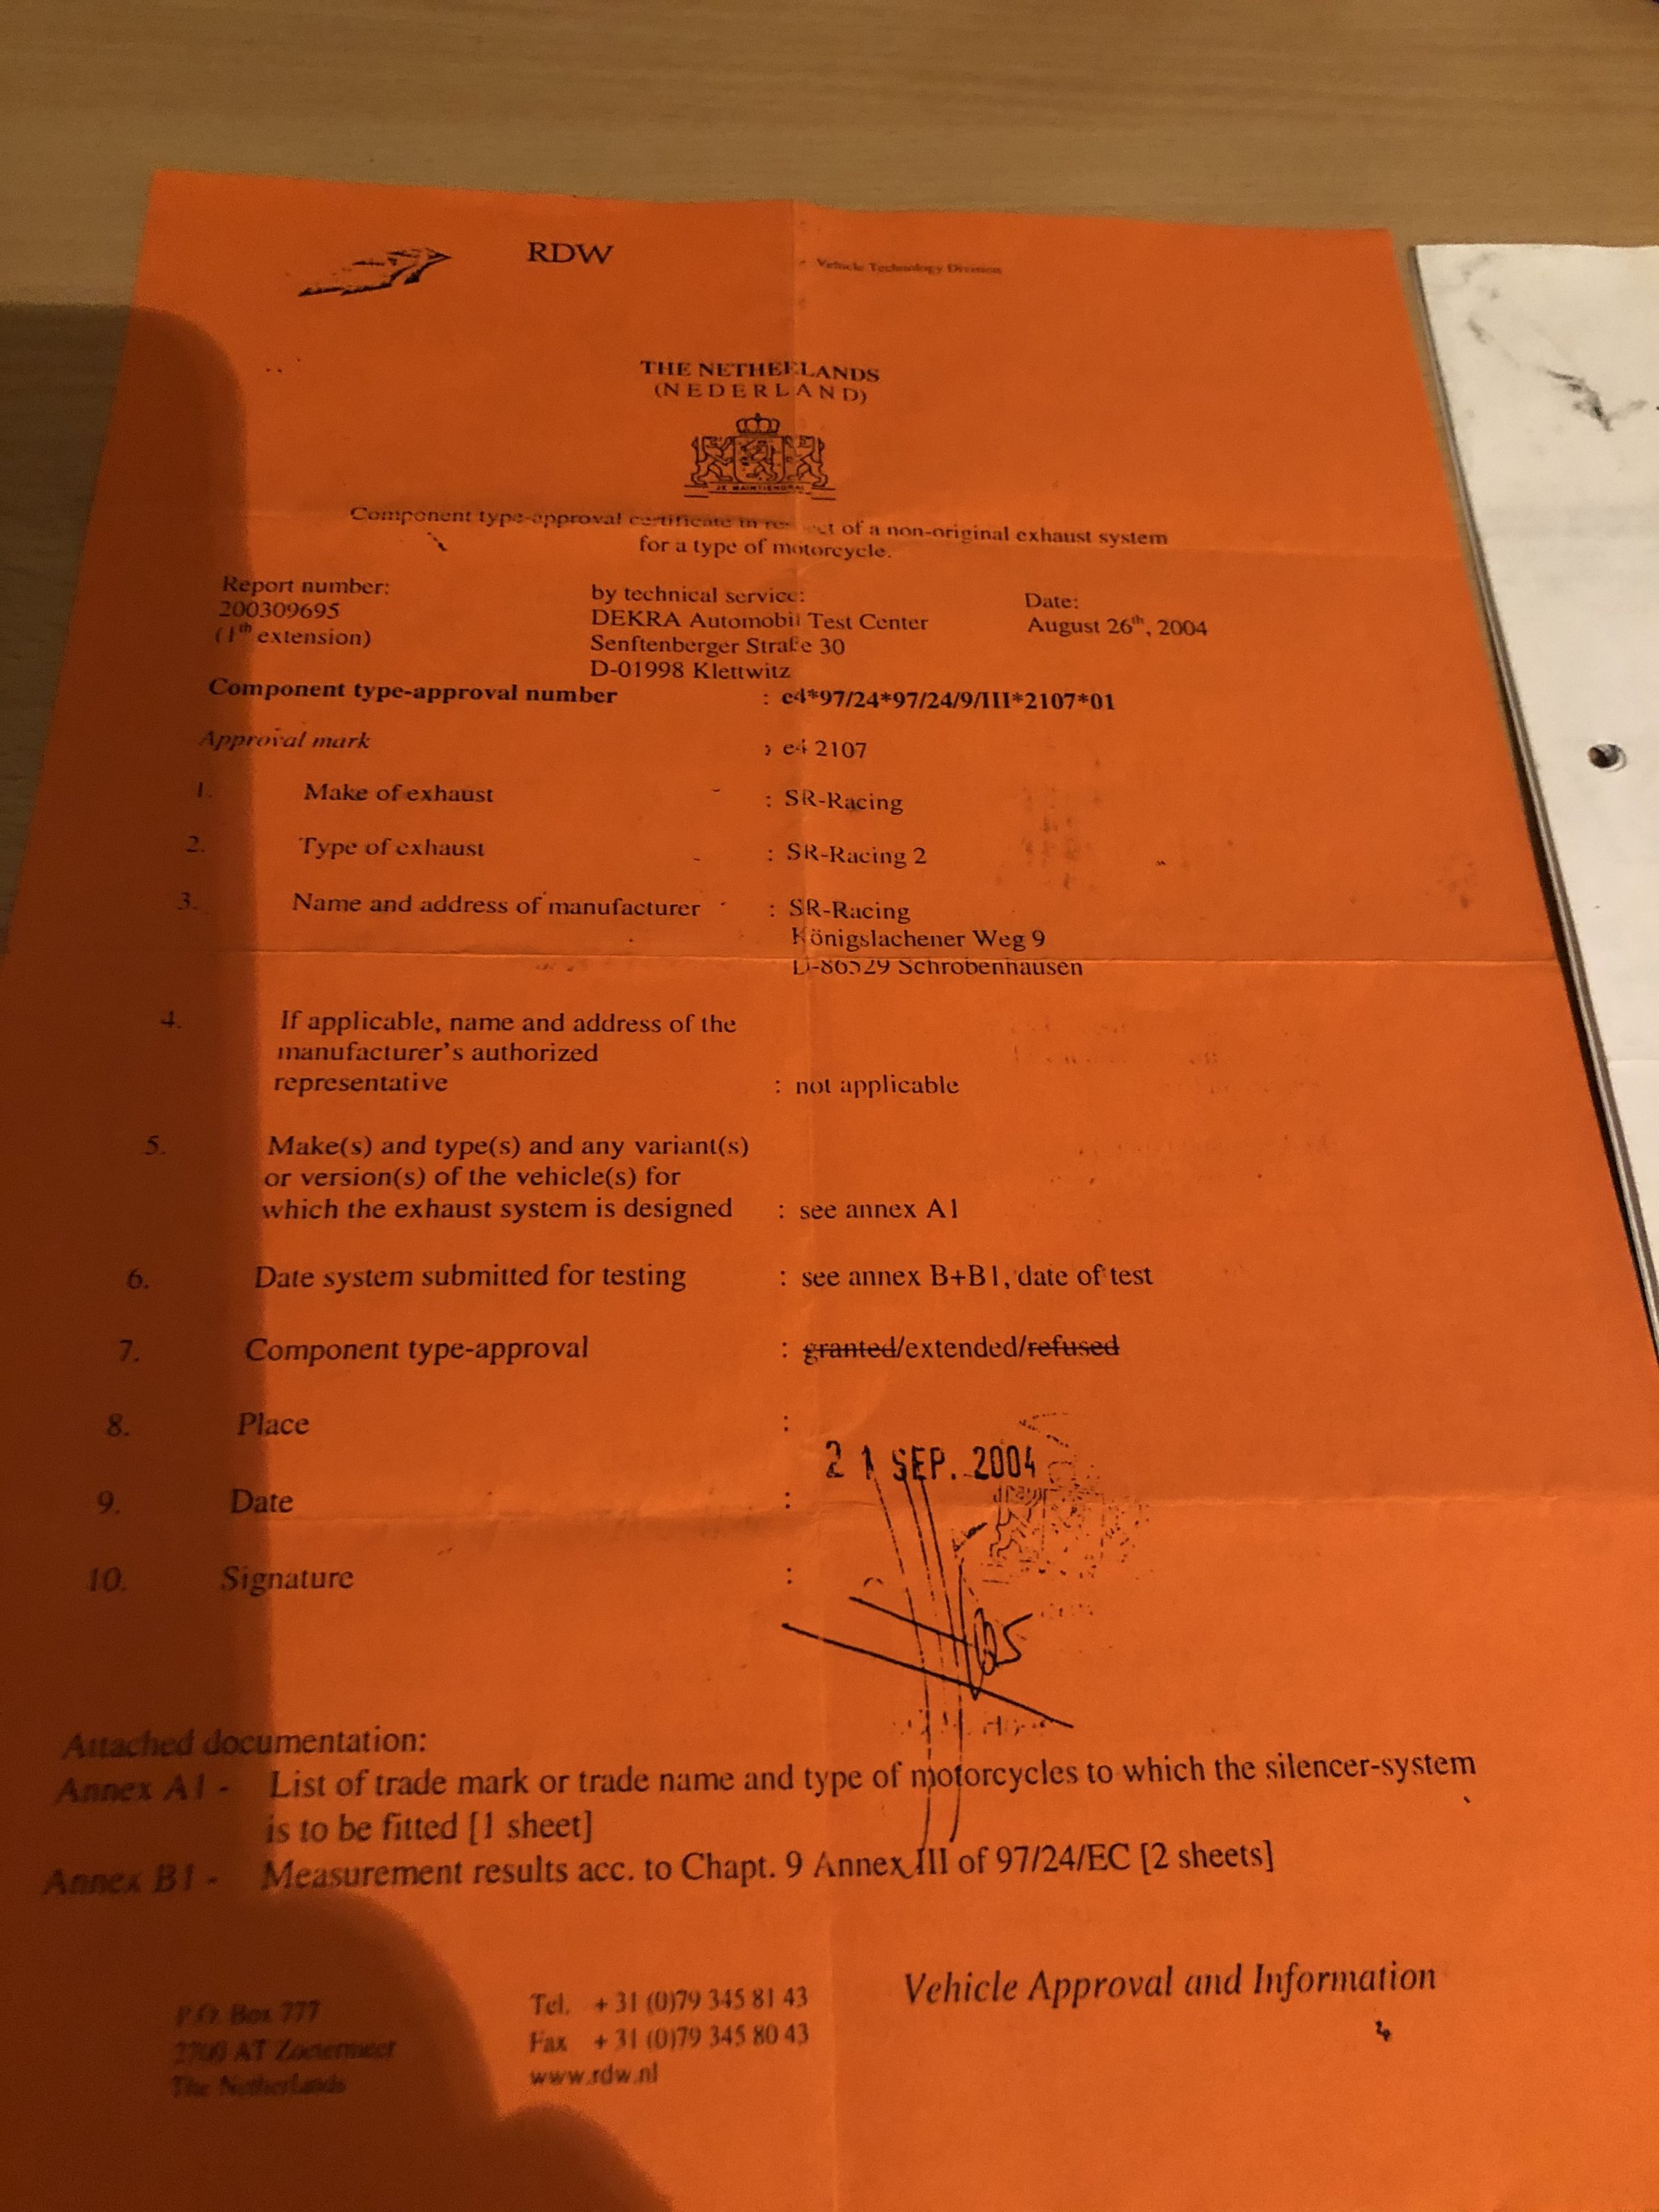 RDW
Vehicle Technology Division
THE NETHERLANDS
(NEDERLAND)
JE MAINTIENDRAI
Component type-approval certificate in of a non-original exhaust system
for a type of motorcycle.
Report number: by technical service: Date:
200309695 DEKRA Automobil Test Center August 26th, 2004
(1th extension) Senftenberger Straße 30
D-01998 Klettwitz
Component type-approval number : e4*97/24*97/24/9/III*2107*01
Approval mark : e4 2107
1. Make of exhaust : SR-Racing
2. Type of exhaust : SR-Racing 2
3. Name and address of manufacturer : SR-Racing
Königslachener Weg 9
D-86529 Schrobenhausen
4. If applicable, name and address of the
manufacturer's authorized
representative : not applicable
5. Make(s) and type(s) and any variant(s)
or version(s) of the vehicle(s) for
which the exhaust system is designed : see annex A1
6. Date system submitted for testing : see annex B+B1, date of test
7. Component type-approval : granted/extended/refused
8. Place :
21 SEP. 2004
9. Date :
10. Signature :
Attached documentation:
Annex A1 - List of trade mark or trade name and type of motorcycles to which the silencer-system
is to be fitted [1 sheet]
Annex B1 - Measurement results acc. to Chapt. 9 Annex III of 97/24/EC [2 sheets]
P.O. Box 777
2700 AT Zoetermeer
The Netherlands
Tel. + 31 (0)79 345 81 43
Fax + 31 (0)79 345 80 43
www.rdw.nl
Vehicle Approval and Information